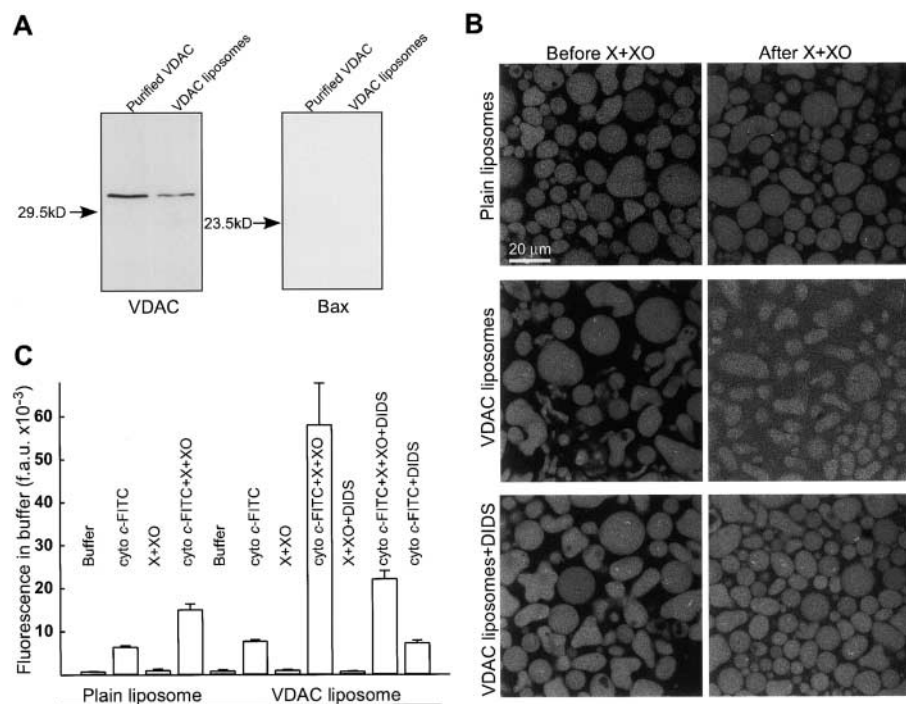 A
Purified VDAC
VDAC liposomes
Purified VDAC
VDAC liposomes
29.5kD
23.5kD
VDAC
Bax
B
Before X+XO
After X+XO
Plain liposomes
20 μm
VDAC liposomes
VDAC liposomes+DIDS
C
Fluorescence in buffer (f.a.u. x10-3)
60
50
40
30
20
10
Buffer
cyto c-FITC
X+XO
cyto c-FITC+X+XO
Buffer
cyto c-FITC
X+XO
cyto c-FITC+X+XO
X+XO+DIDS
cyto c-FITC+X+XO+DIDS
cyto c-FITC+DIDS
Plain liposome
VDAC liposome